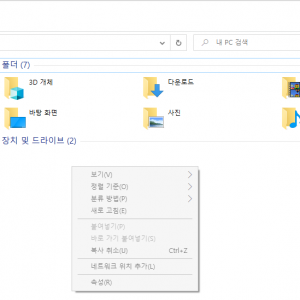 내 PC 검색
폴더 (7)
3D 개체
다운로드
바탕 화면
사진
장치 및 드라이브 (2)
보기(V)
정렬 기준(O)
분류 방법(P)
새로 고침(E)
붙여넣기(P)
바로 가기 붙여넣기(S)
복사 취소(U) Ctrl+Z
네트워크 위치 추가(L)
속성(R)